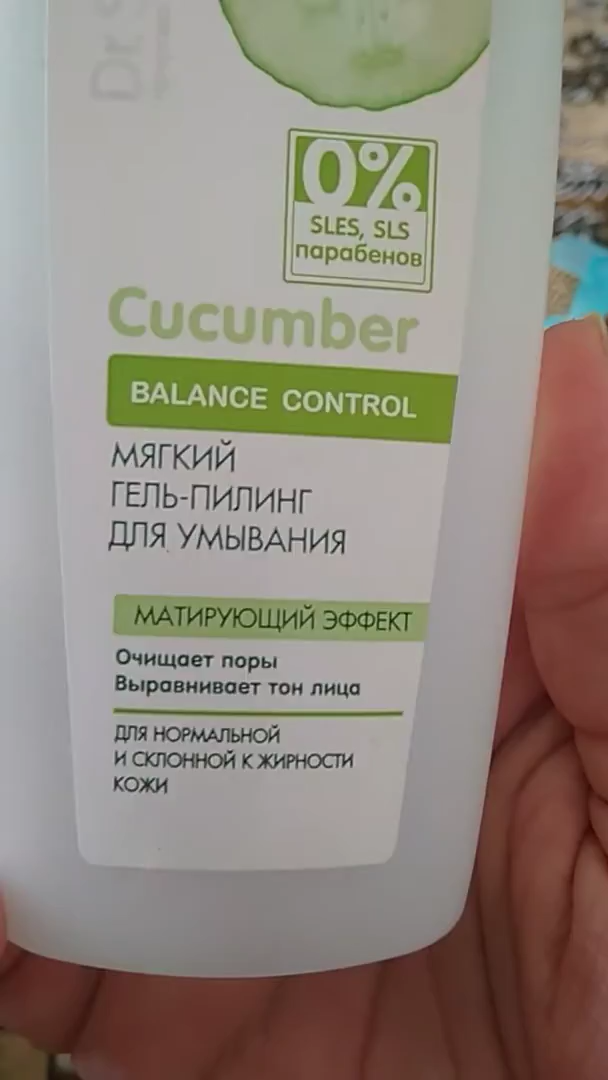 Dr.
0%
SLES, SLS
парабенов
Cucumber
BALANCE CONTROL
МЯГКИЙ
ГЕЛЬ-ПИЛИНГ
ДЛЯ УМЫВАНИЯ
МАТИРУЮЩИЙ ЭФФЕКТ
Очищает поры
Выравнивает тон лица
ДЛЯ НОРМАЛЬНОЙ
И СКЛОННОЙ К ЖИРНОСТИ
КОЖИ